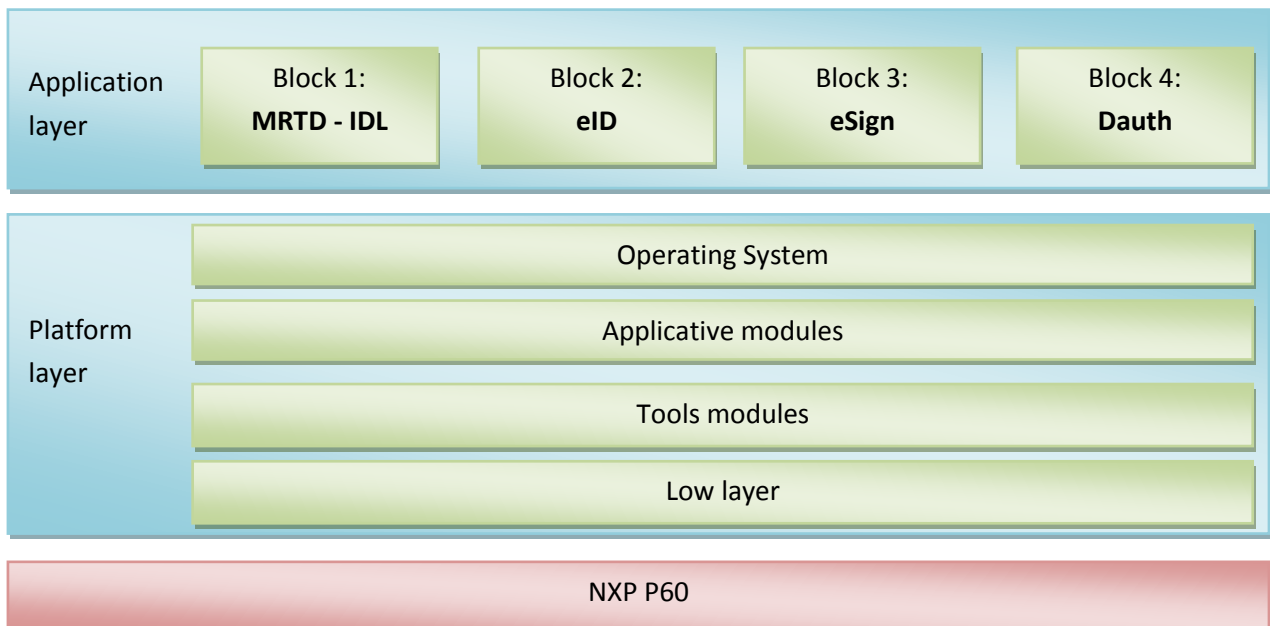 Application
layer
Block 1:
MRTD - IDL
Block 2:
eID
Block 3:
eSign
Block 4:
Dauth
Platform
layer
Operating System
Applicative modules
Tools modules
Low layer
NXP P60